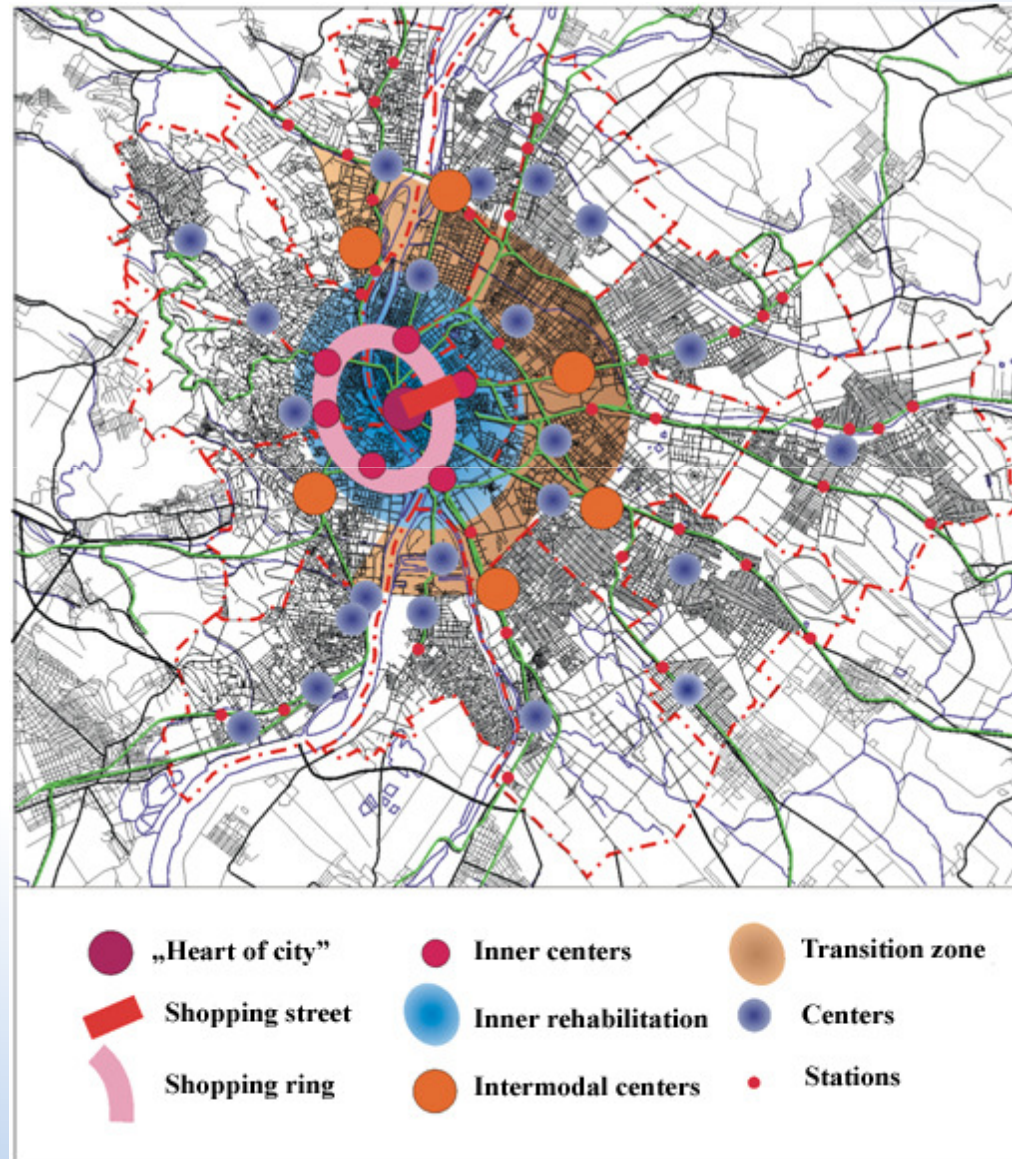 „Heart of city”
Shopping street
Shopping ring
Inner centers
Inner rehabilitation
Intermodal centers
Transition zone
Centers
Stations